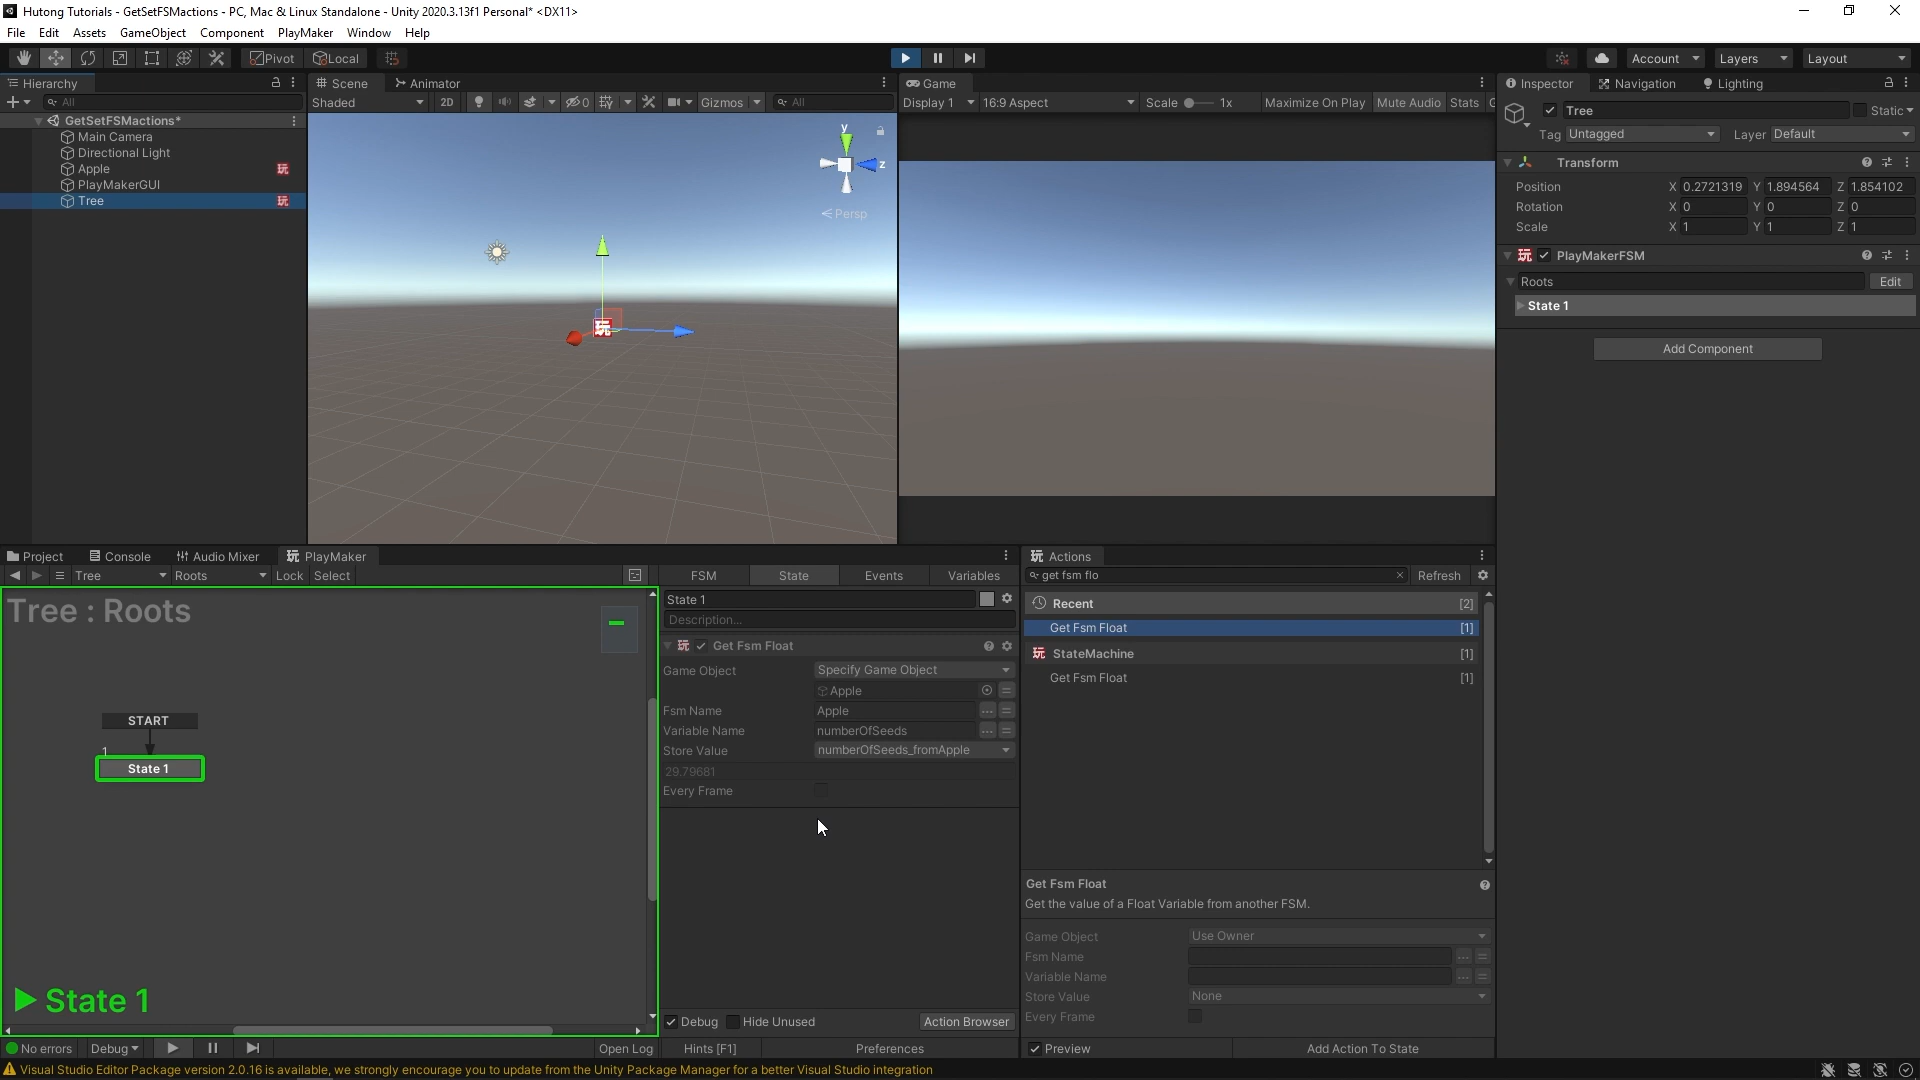 Hutong Tutorials - GetSetFSMactions - PC, Mac & Linux Standalone - Unity 2020.3.13f1 Personal* <DX11>
File Edit Assets GameObject Component PlayMaker Window Help
Pivot Local Account Layers Layout
Hierarchy
All
GetSetFSMactions*
Main Camera
Directional Light
Apple 玩
PlayMakerGUI
Tree 玩
Scene Animator
Shaded 2D 0 Gizmos All
y
z
Persp
玩
Game
Display 1 16:9 Aspect Scale 1x Maximize On Play Mute Audio Stats G
Inspector Navigation Lighting
Tree Static
Tag Untagged Layer Default
Transform
Position X 0.2721319 Y 1.894564 Z 1.854102
Rotation X 0 Y 0 Z 0
Scale X 1 Y 1 Z 1
玩 PlayMakerFSM
Roots Edit
State 1
Add Component
Project Console Audio Mixer 玩 PlayMaker
Tree Roots Lock Select
Tree : Roots
START
1
State 1
State 1
No errors Debug Open Log
FSM State Events Variables
State 1
Description...
玩 Get Fsm Float
Game Object Specify Game Object
Apple
Fsm Name Apple
Variable Name numberOfSeeds
Store Value numberOfSeeds_fromApple
29.79681
Every Frame
Debug Hide Unused Action Browser
Hints [F1] Preferences
玩 Actions
get fsm flo Refresh
Recent [2]
Get Fsm Float [1]
玩 StateMachine [1]
Get Fsm Float [1]
Get Fsm Float
Get the value of a Float Variable from another FSM.
Game Object Use Owner
Fsm Name
Variable Name
Store Value None
Every Frame
Preview Add Action To State
Visual Studio Editor Package version 2.0.16 is available, we strongly encourage you to update from the Unity Package Manager for a better Visual Studio integration